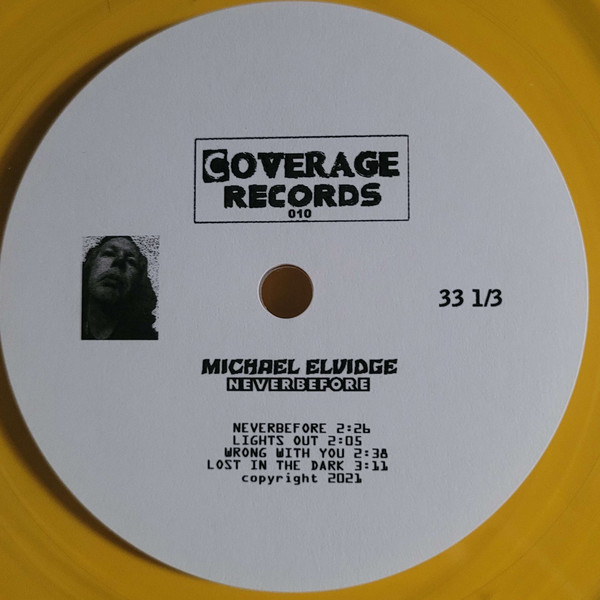 COVERAGE
RECORDS
010
33 1/3
MICHAEL ELVIDGE
NEVERBEFORE
NEVERBEFORE 2:26
LIGHTS OUT 2:05
WRONG WITH YOU 2:38
LOST IN THE DARK 3:11
copyright 2021